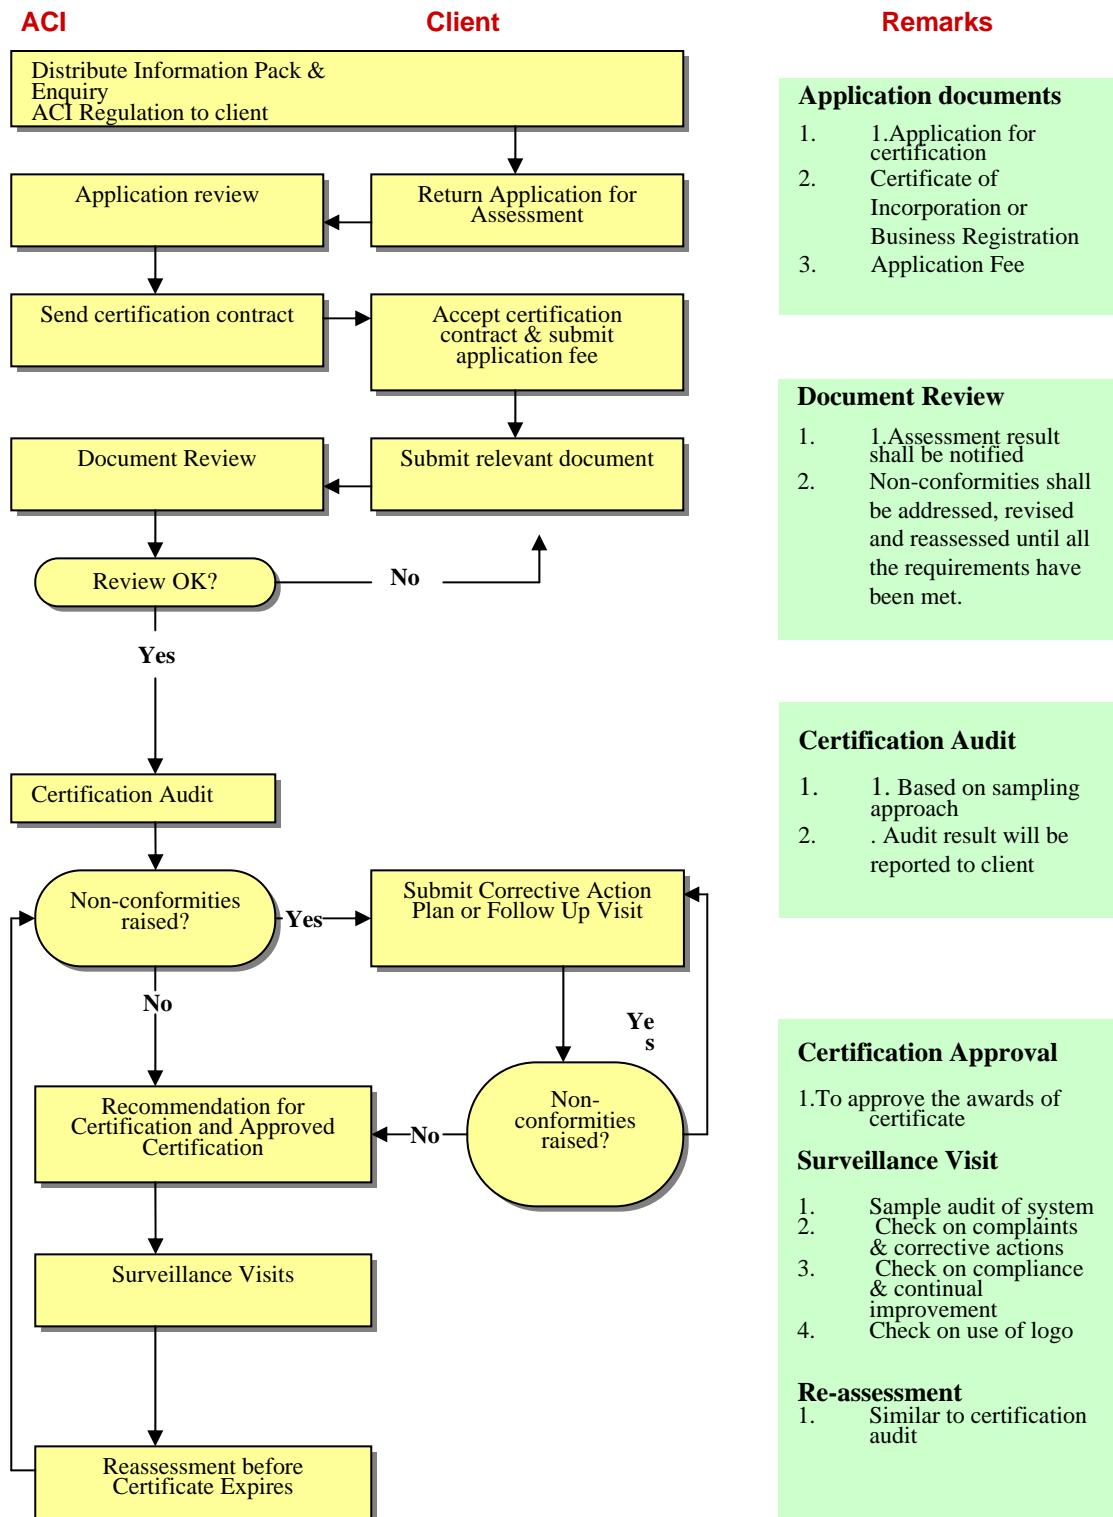 ACI
Client
Remarks
Distribute Information Pack &
Enquiry
ACI Regulation to client
Application review
Return Application for
Assessment
Send certification contract
Accept certification
contract & submit
application fee
Document Review
Submit relevant document
Review OK?
No
Yes
Certification Audit
Non-conformities
raised?
Yes
Submit Corrective Action
Plan or Follow Up Visit
No
Ye
s
Non-
conformities
raised?
No
Recommendation for
Certification and Approved
Certification
Surveillance Visits
Reassessment before
Certificate Expires
Application documents
1. 1.Application for
certification
2. Certificate of
Incorporation or
Business Registration
3. Application Fee
Document Review
1. 1.Assessment result
shall be notified
2. Non-conformities shall
be addressed, revised
and reassessed until all
the requirements have
been met.
Certification Audit
1. 1. Based on sampling
approach
2. . Audit result will be
reported to client
Certification Approval
1.To approve the awards of
certificate
Surveillance Visit
1. Sample audit of system
2. Check on complaints
& corrective actions
3. Check on compliance
& continual
improvement
4. Check on use of logo
Re-assessment
1. Similar to certification
audit